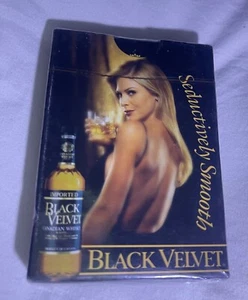 Seductively Smooth
IMPORTED
BLACK
VELVET
CANADIAN WHISKY
BLACK VELVET